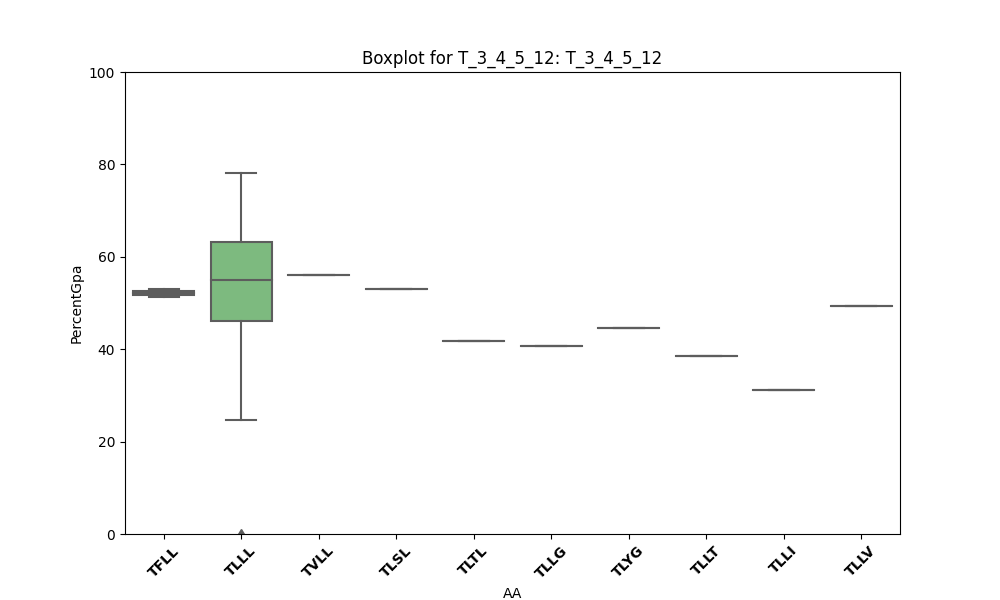 Boxplot for T_3_4_5_12: T_3_4_5_12
100
80
60
40
20
0
PercentGpa
TFLL TLLL TVLL TLSL TLTL TLLG TLYG TLLT TLLI TLLV
AA